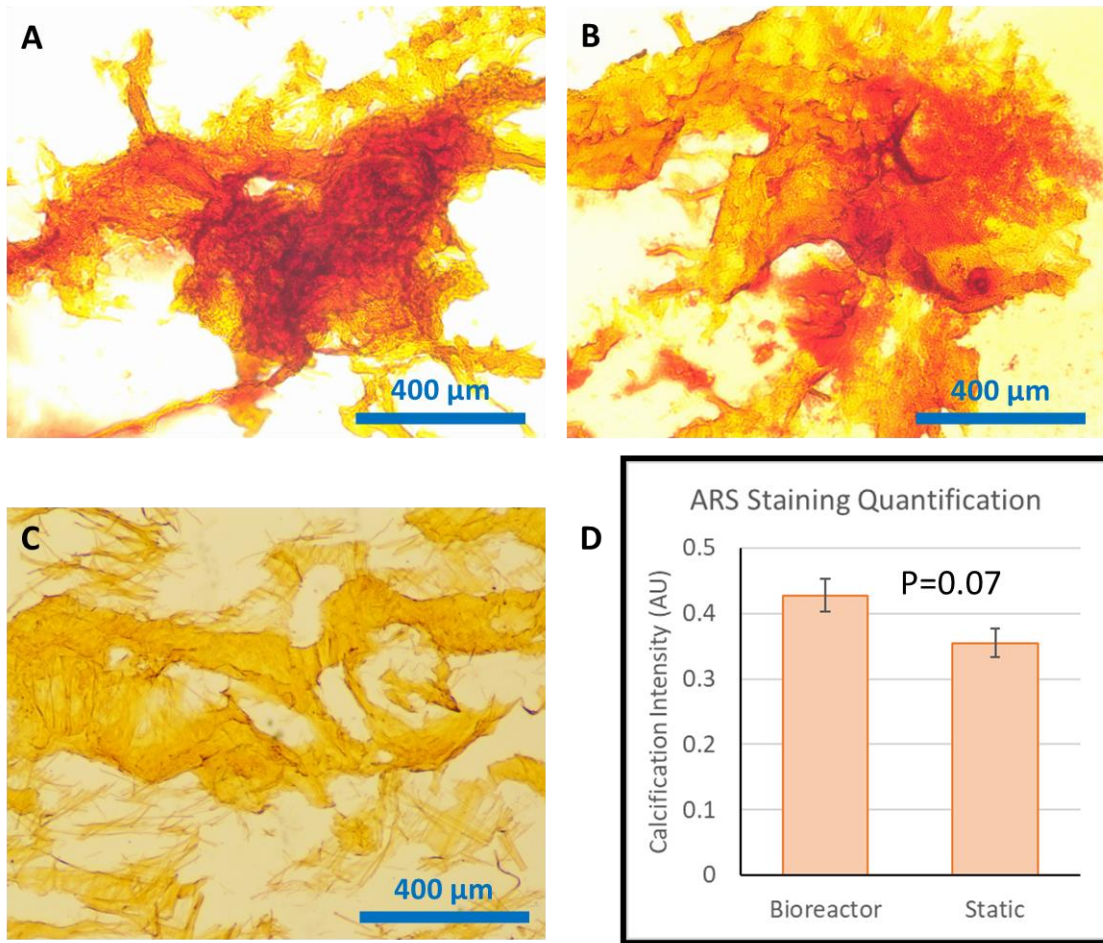 A
400 µm
B
400 µm
C
400 µm
D
ARS Staining Quantification
Calcification Intensity (AU)
0.5
0.4
0.3
0.2
0.1
0
P=0.07
Bioreactor
Static